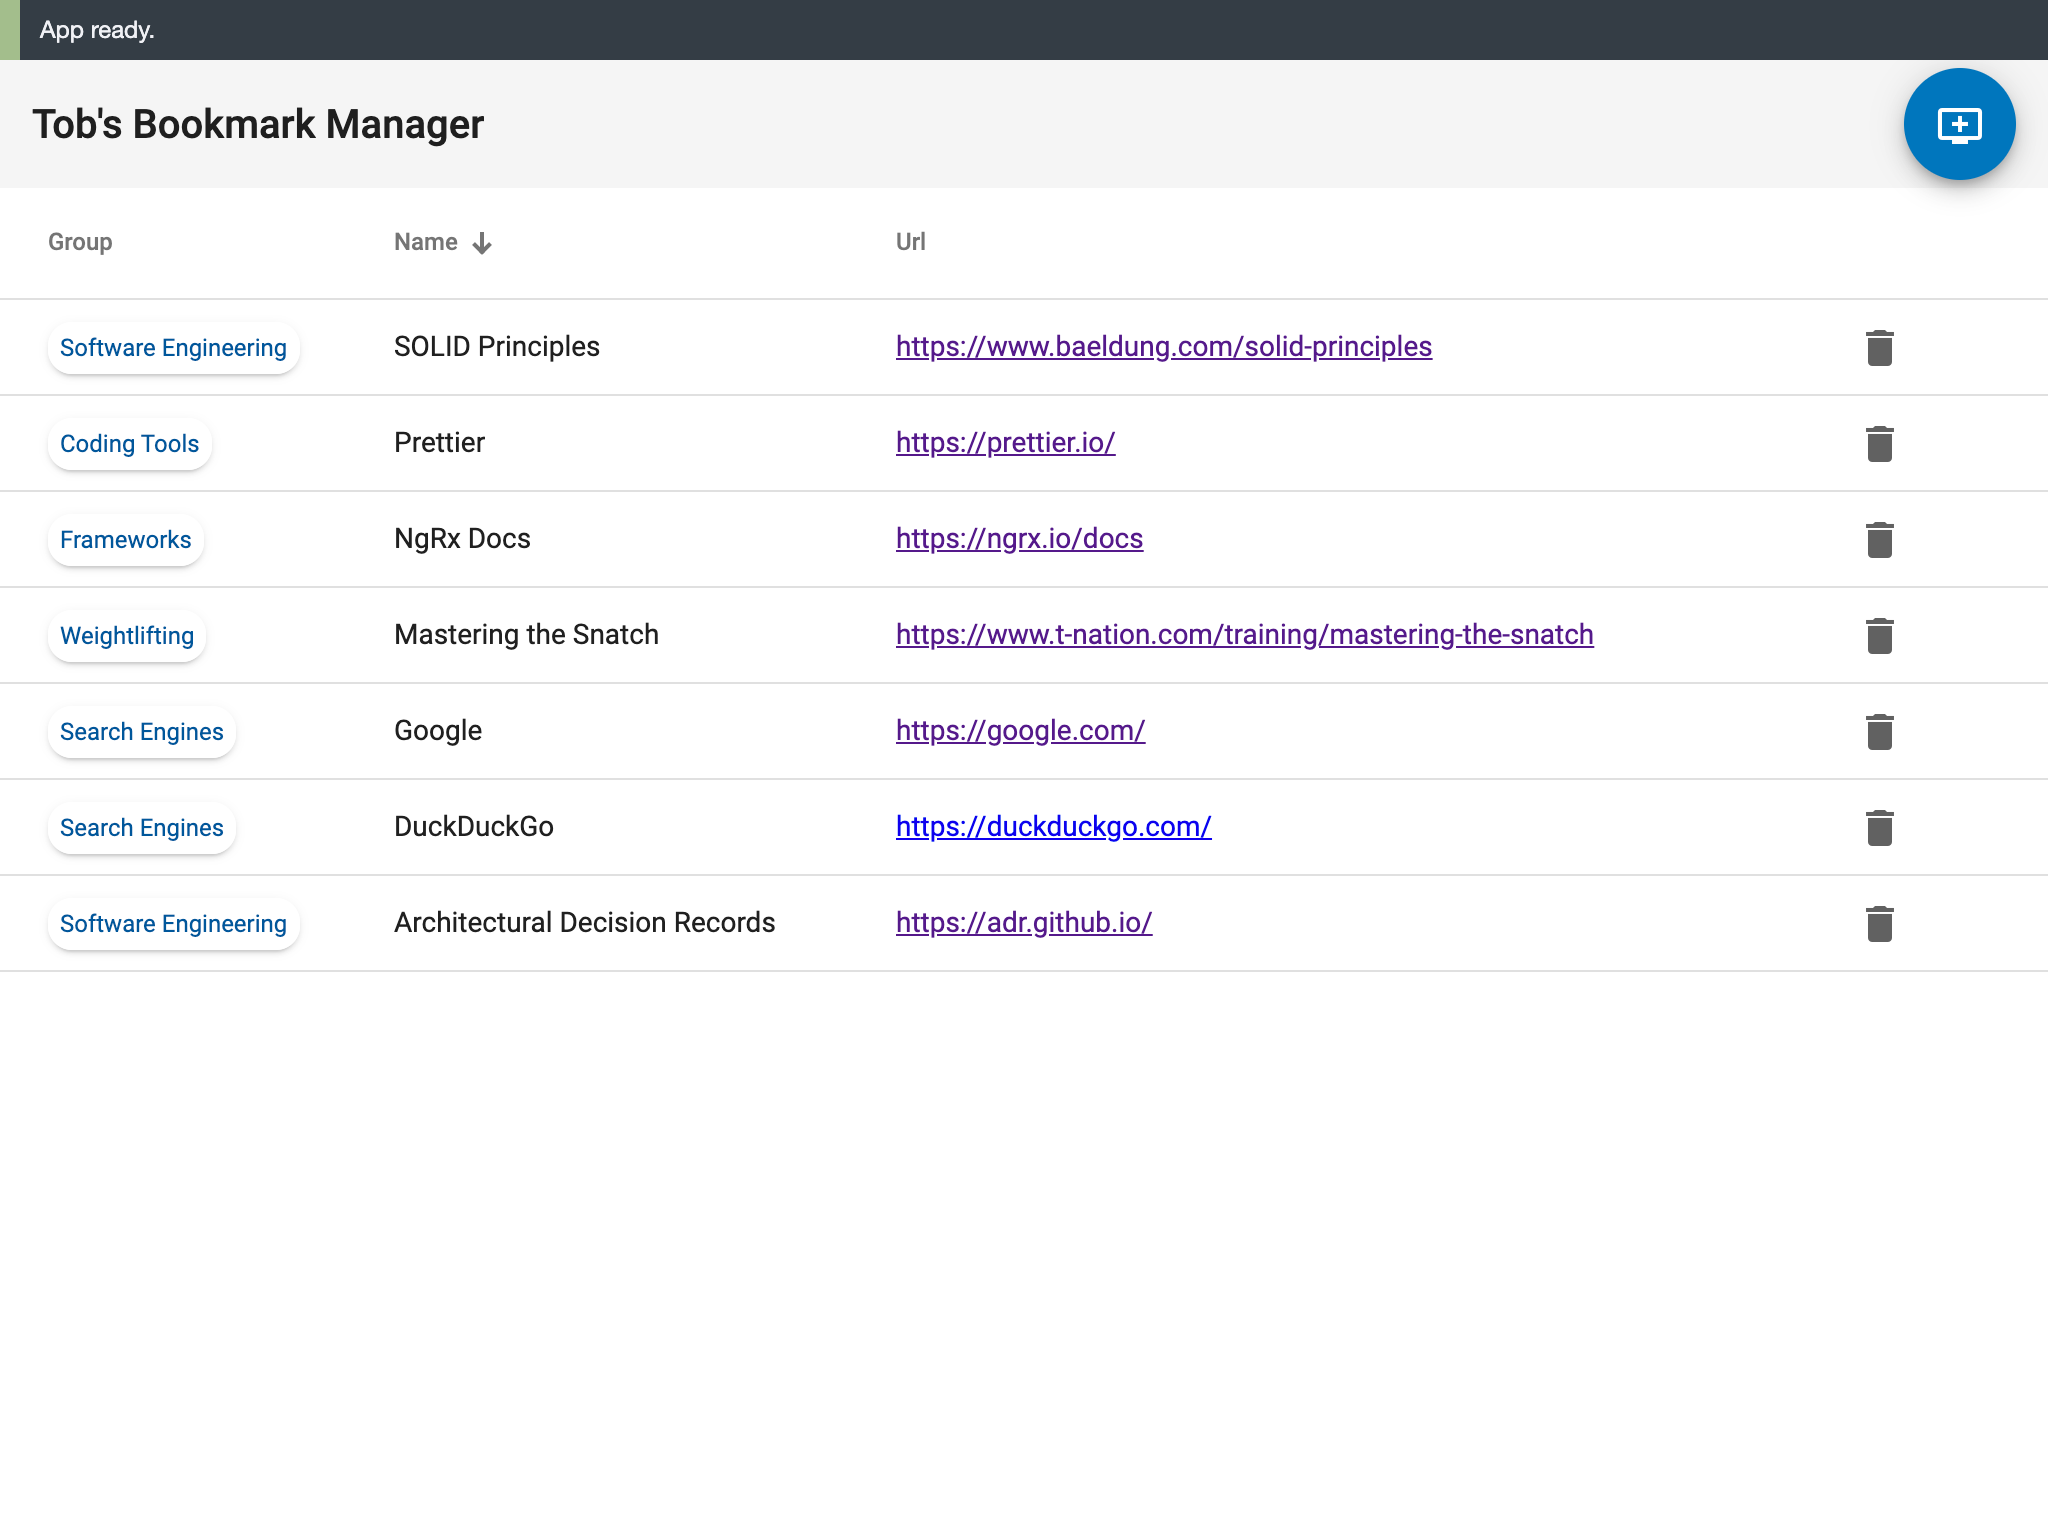 App ready.
Tob's Bookmark Manager
Group Name Url
Software Engineering SOLID Principles https://www.baeldung.com/solid-principles
Coding Tools Prettier https://prettier.io/
Frameworks NgRx Docs https://ngrx.io/docs
Weightlifting Mastering the Snatch https://www.t-nation.com/training/mastering-the-snatch
Search Engines Google https://google.com/
Search Engines DuckDuckGo https://duckduckgo.com/
Software Engineering Architectural Decision Records https://adr.github.io/